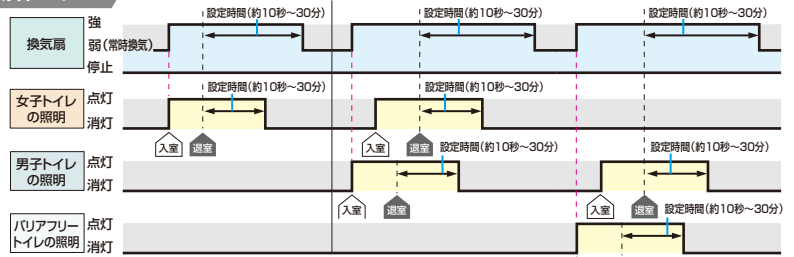 設定時間(約10秒〜30分) 設定時間(約10秒〜30分) 設定時間(約10秒〜30分)
換気扇
強
弱(常時換気)
停止
設定時間(約10秒〜30分) 設定時間(約10秒〜30分)
女子トイレ
の照明
点灯
消灯
入室 退室 入室 退室
設定時間(約10秒〜30分) 設定時間(約10秒〜30分)
男子トイレ
の照明
点灯
消灯
入室 退室 入室 退室
設定時間(約10秒〜30分)
バリアフリー
トイレの照明
点灯
消灯